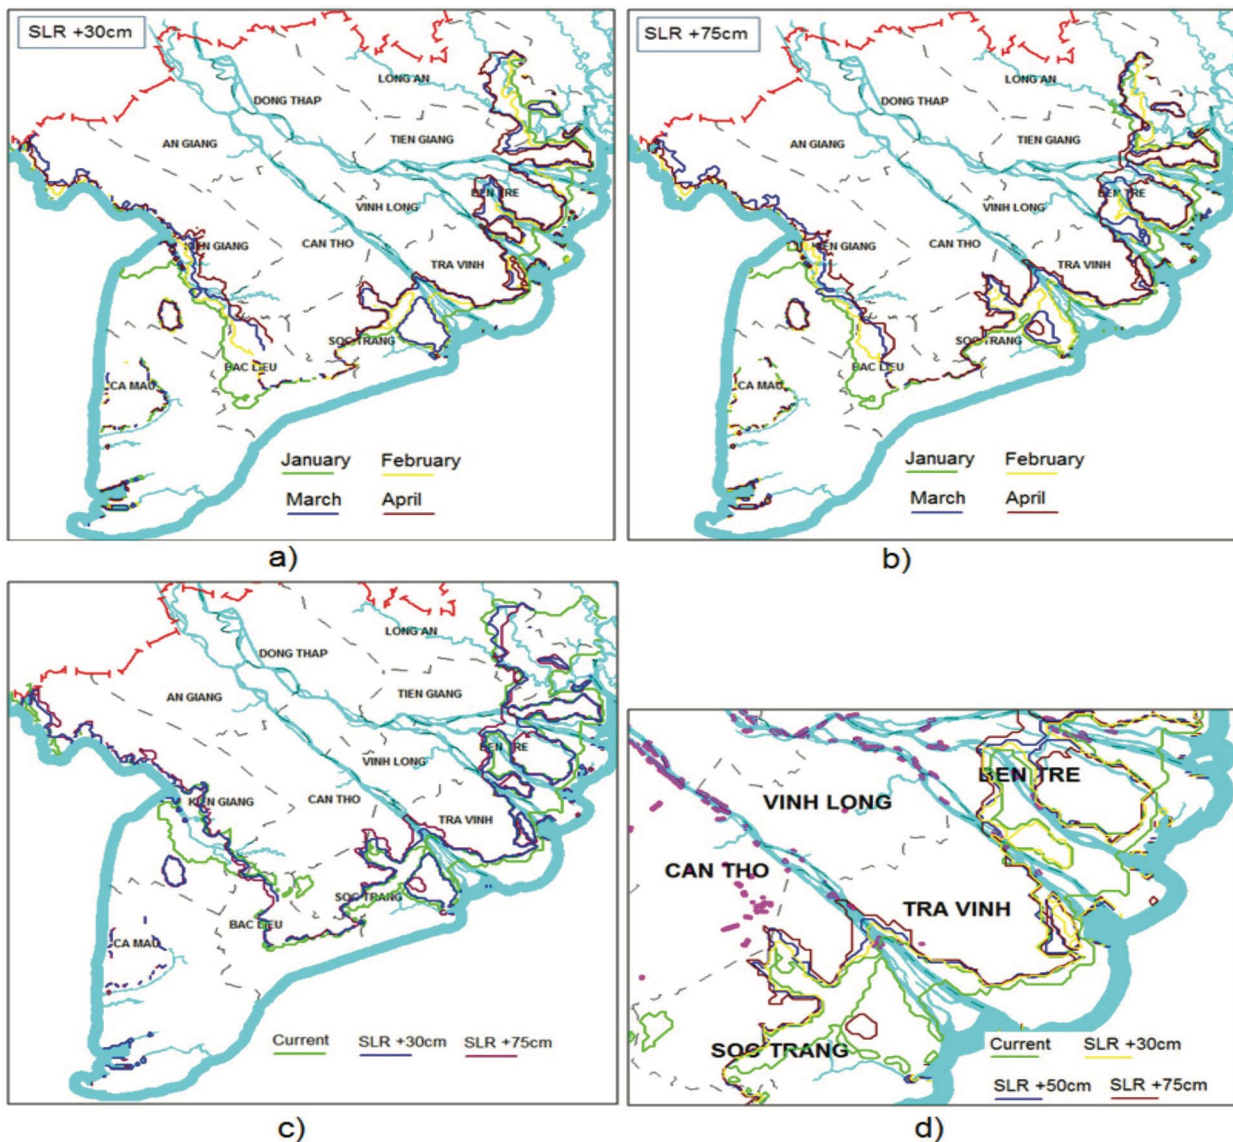 SLR +30cm
LONG AN
DONG THAP
AN GIANG
TIEN GIANG
BEN TRE
VINH LONG
KIEN GIANG
CAN THO
TRA VINH
SOC TRANG
BAC LIEU
CA MAU
January February
March April
a)
SLR +75cm
LONG AN
DONG THAP
AN GIANG
TIEN GIANG
BEN TRE
VINH LONG
KIEN GIANG
CAN THO
TRA VINH
SOC TRANG
BAC LIEU
CA MAU
January February
March April
b)
LONG AN
DONG THAP
AN GIANG
TIEN GIANG
BEN TRE
VINH LONG
KIEN GIANG
CAN THO
TRA VINH
SOC TRANG
BAC LIEU
CA MAU
Current SLR +30cm SLR +75cm
c)
BEN TRE
VINH LONG
CAN THO
TRA VINH
SOC TRANG
Current SLR +30cm
SLR +50cm SLR +75cm
d)